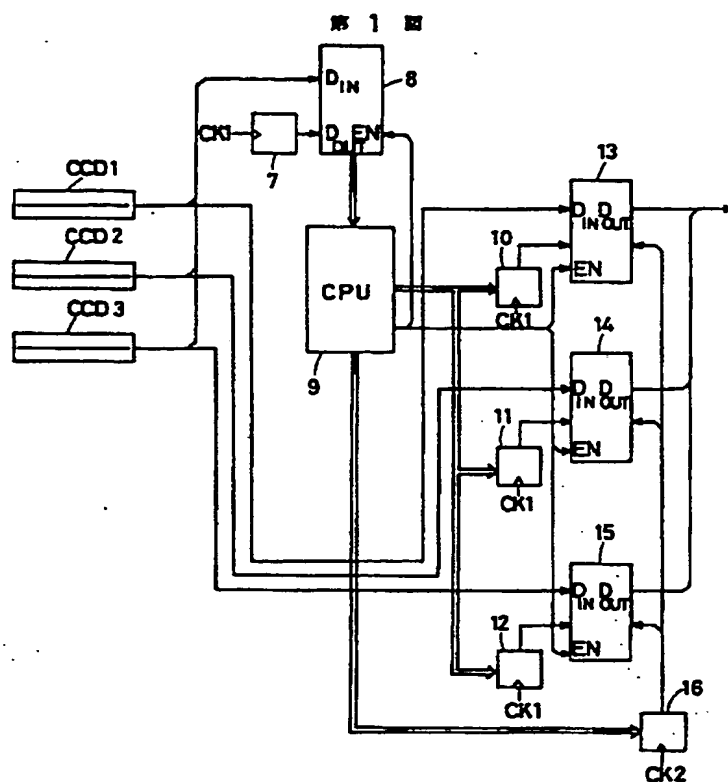 第 1 図
D IN
8
CK1
7
D OUT EN
CCD1
CCD2
CCD3
CPU
9
10
CK1
11
CK1
12
CK1
13
D IN D OUT
EN
14
D IN D OUT
EN
15
D IN D OUT
EN
16
CK2